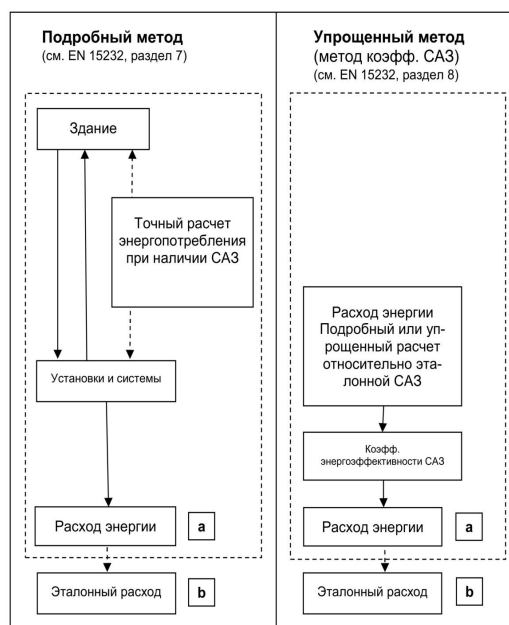 Подробный метод
(см. EN 15232, раздел 7)
Здание
Точный расчет
энергопотребления
при наличии САЗ
Установки и системы
Расход энергии
a
Эталонный расход
b
Упрощенный метод
(метод коэфф. САЗ)
(см. EN 15232, раздел 8)
Расход энергии
Подробный или уп-
рощенный расчет
относительно эта-
лонной САЗ
Коэфф.
энергоэффективности САЗ
Расход энергии
a
Эталонный расход
b